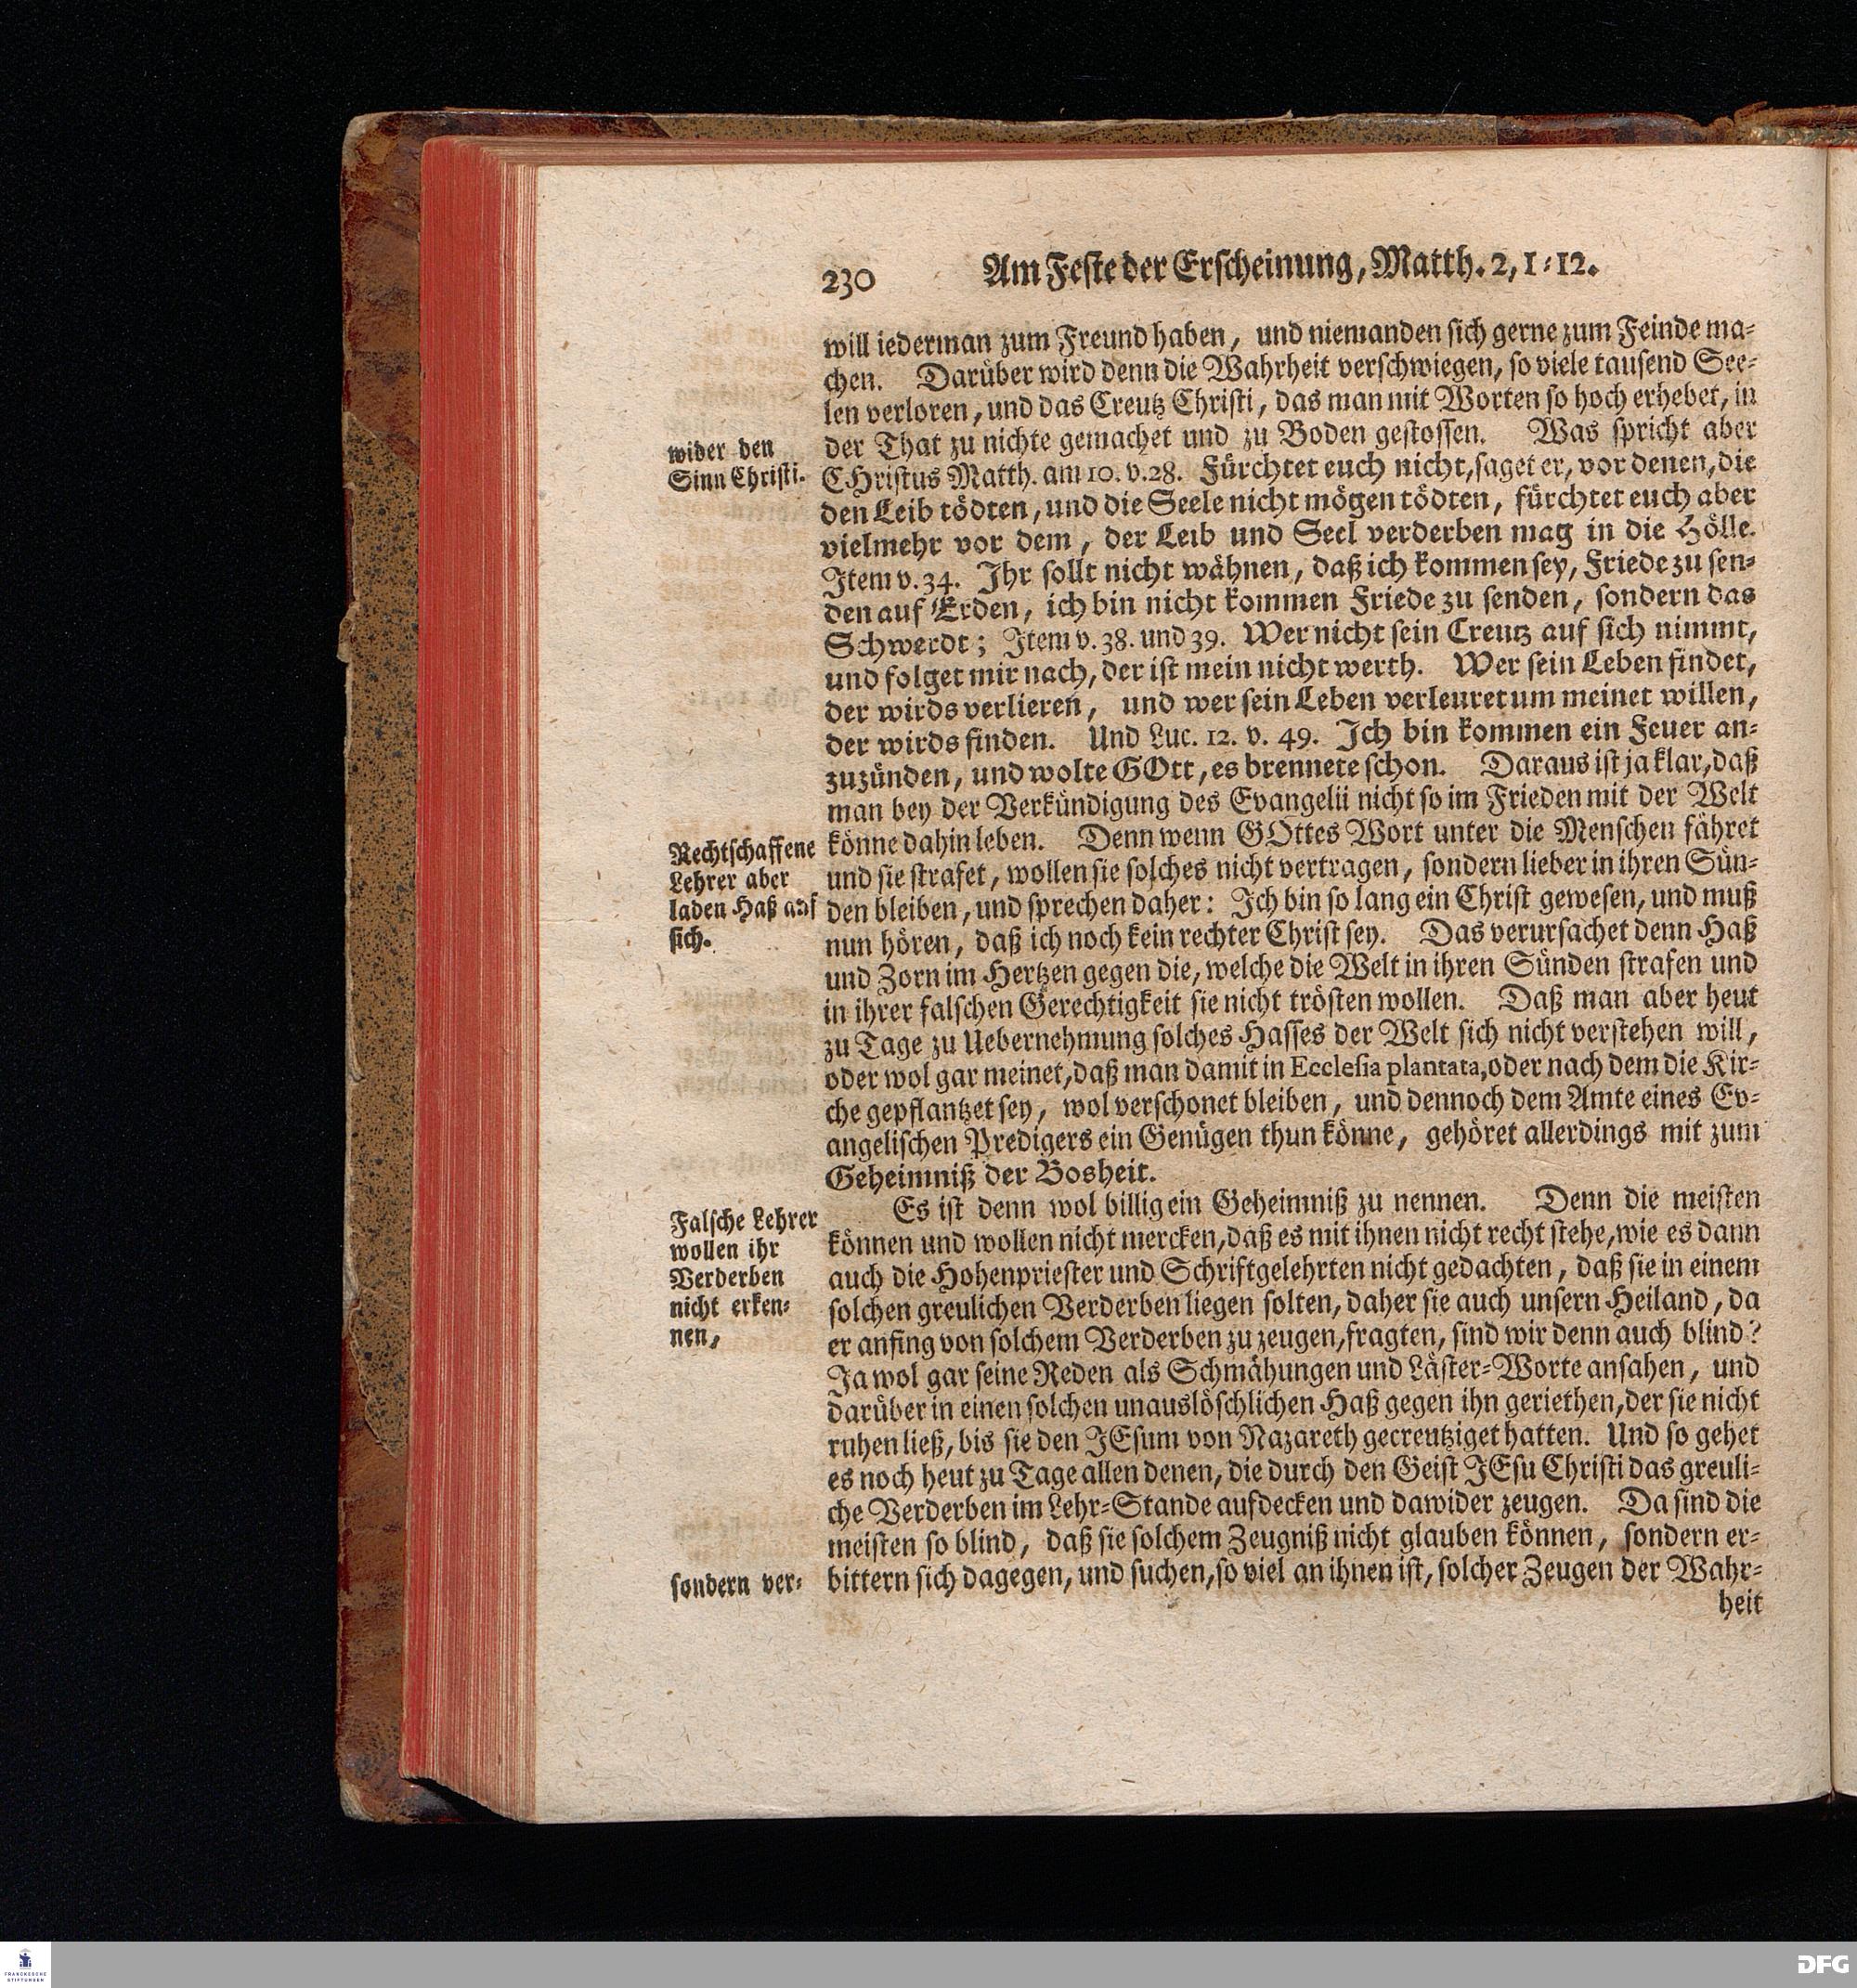 230 Am Feste der Erscheinung, Matth. 2, 1-12.
will iederman zum Freund haben, und niemanden sich gerne zum Feinde ma-
chen. Darüber wird denn die Wahrheit verschwiegen, so viele tausend See-
len verloren, und das Creutz Christi, das man mit Worten so hoch erhebet, in
der That zu nichte gemachet und zu Boden gestossen. Was spricht aber
wider den
Sinn Christi.
CHristus Matth. am 10. v. 28. Fürchtet euch nicht, saget er, vor denen, die
den Leib tödten, und die Seele nicht mögen tödten, fürchtet euch aber
vielmehr vor dem, der Leib und Seel verderben mag in die Hölle.
Item v. 34. Ihr sollt nicht wähnen, daß ich kommen sey, Friede zu sen-
den auf Erden, ich bin nicht kommen Friede zu senden, sondern das
Schwerdt; Item v. 38. und 39. Wer nicht sein Creutz auf sich nimmt,
und folget mir nach, der ist mein nicht werth. Wer sein Leben findet,
der wirds verlieren, und wer sein Leben verleuret um meinet willen,
der wirds finden. Und Luc. 12. v. 49. Ich bin kommen ein Feuer an-
zuzünden, und wolte GOtt, es brennete schon. Daraus ist ja klar, daß
man bey der Verkündigung des Evangelii nicht so im Frieden mit der Welt
könne dahin leben. Denn wenn GOttes Wort unter die Menschen fähret
Rechtschaffene
Lehrer aber
laden Haß auf
sich.
und sie strafet, wollen sie solches nicht vertragen, sondern lieber in ihren Sün-
den bleiben, und sprechen daher: Ich bin so lang ein Christ gewesen, und muß
nun hören, daß ich noch kein rechter Christ sey. Das verursachet denn Haß
und Zorn im Hertzen gegen die, welche die Welt in ihren Sünden strafen und
in ihrer falschen Gerechtigkeit sie nicht trösten wollen. Daß man aber heut
zu Tage zu Uebernehmung solches Hasses der Welt sich nicht verstehen will,
oder wol gar meinet, daß man damit in Ecclesia plantata, oder nach dem die Kir-
che gepflantzet sey, wol verschonet bleiben, und dennoch dem Amte eines Ev-
angelischen Predigers ein Genügen thun könne, gehöret allerdings mit zum
Geheimniß der Bosheit.
Es ist denn wol billig ein Geheimniß zu nennen. Denn die meisten
Falsche Lehrer
wollen ihr
Verderben
nicht erken-
nen,
können und wollen nicht mercken, daß es mit ihnen nicht recht stehe, wie es dann
auch die Hohenpriester und Schriftgelehrten nicht gedachten, daß sie in einem
solchen greulichen Verderben liegen solten, daher sie auch unsern Heiland, da
er anfing von solchem Verderben zu zeugen, fragten, sind wir denn auch blind?
Ja wol gar seine Reden als Schmähungen und Läster-Worte ansahen, und
darüber in einen solchen unauslöschlichen Haß gegen ihn geriethen, der sie nicht
ruhen ließ, bis sie den JEsum von Nazareth gecreutziget hatten. Und so gehet
es noch heut zu Tage allen denen, die durch den Geist JEsu Christi das greuli-
che Verderben im Lehr-Stande aufdecken und dawider zeugen. Da sind die
meisten so blind, daß sie solchem Zeugniß nicht glauben können, sondern er-
bittern sich dagegen, und suchen, so viel an ihnen ist, solcher Zeugen der Wahr-
sondern ver-
heit
FRANCKESCHE
STIFTUNGEN
DFG